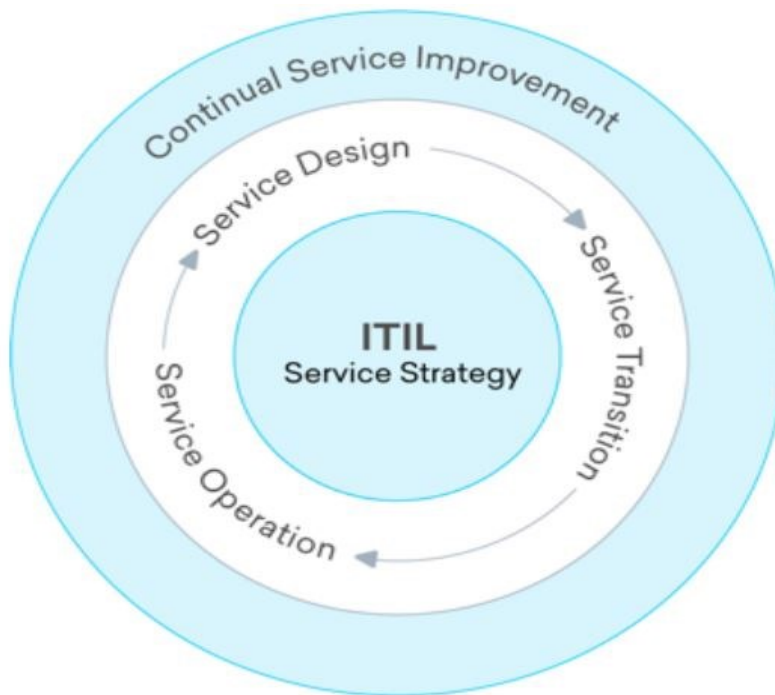 Continual Service Improvement
Service Design
Service Transition
Service Operation
ITIL
Service Strategy